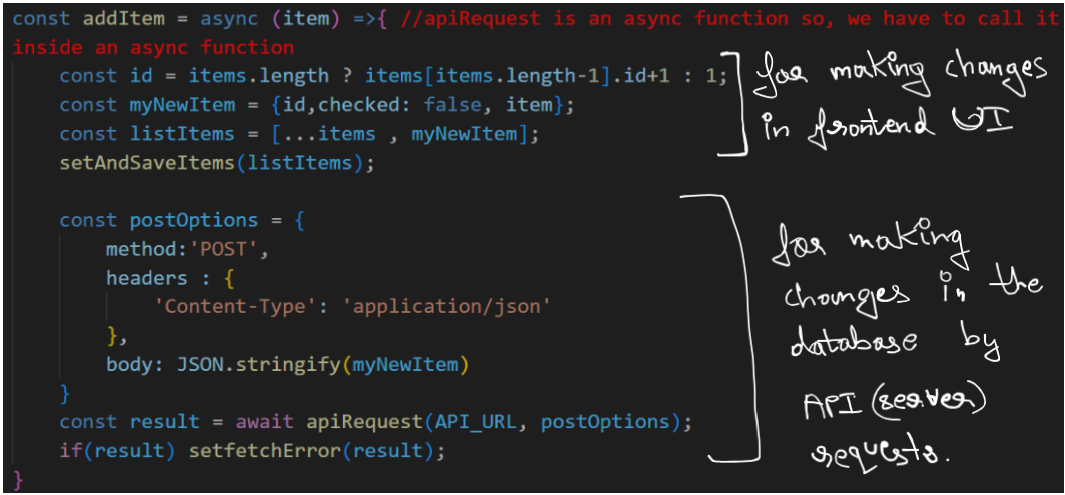 const addItem = async (item) =>{ //apiRequest is an async function so, we have to call it
inside an async function
const id = items.length ? items[items.length-1].id+1 : 1;
const myNewItem = {id,checked: false, item};
const listItems = [...items , myNewItem];
setAndSaveItems(listItems);
for making changes
in frontend UI
const postOptions = {
method:'POST',
headers : {
'Content-Type': 'application/json'
},
body: JSON.stringify(myNewItem)
}
const result = await apiRequest(API_URL, postOptions);
if(result) setfetchError(result);
}
for making
changes in the
database by
API (server)
requests.